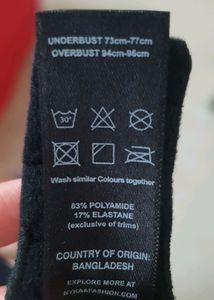 UNDERBUST 73cm-77cm
OVERBUST 94cm-96cm
30°
Wash similar Colours together
83% POLYAMIDE
17% ELASTANE
(exclusive of trims)
COUNTRY OF ORIGIN:
BANGLADESH
EXPLORE MORE AT
NYKAAFASHION.COM